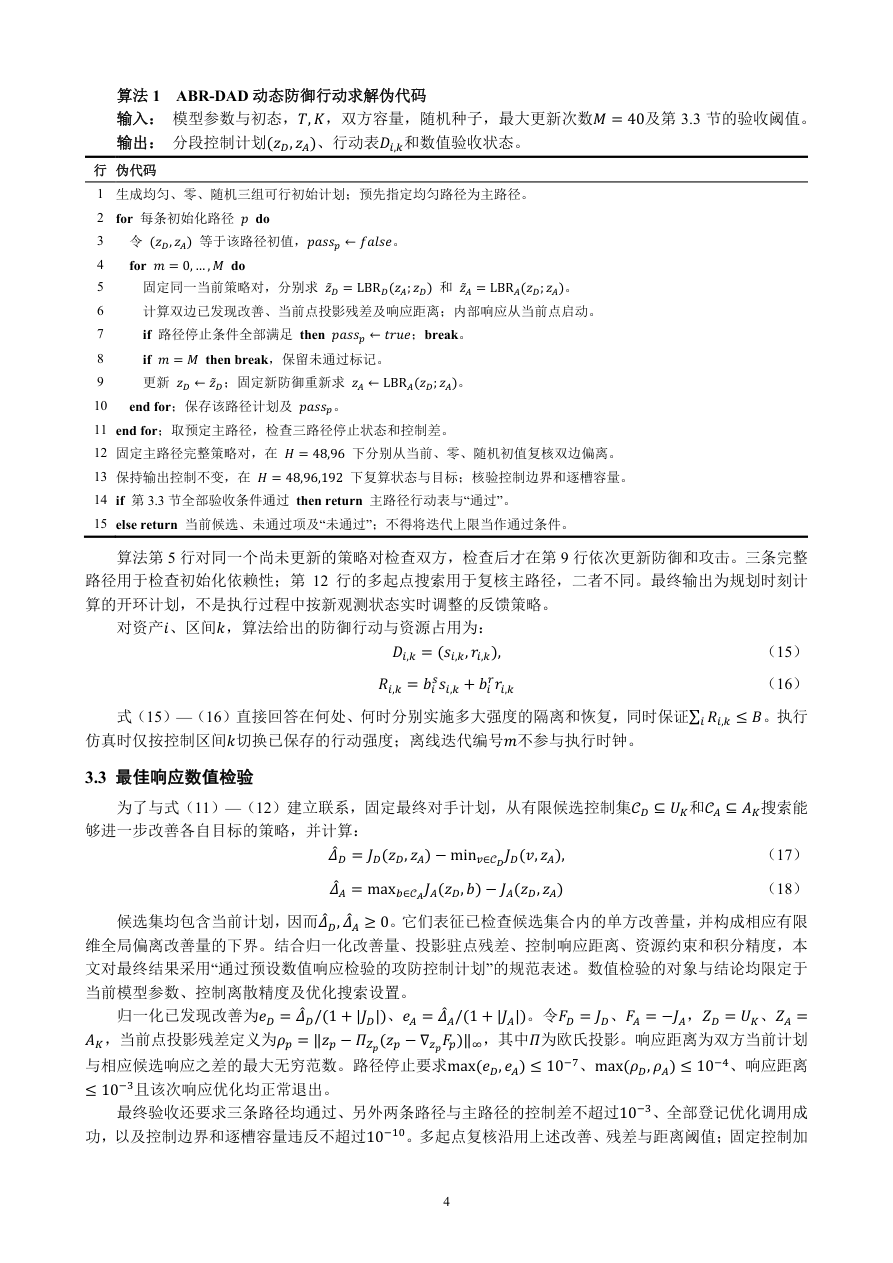 算法 1 ABR-DAD 动态防御行动求解伪代码
输入： 模型参数与初态，𝑇, 𝐾，双方容量，随机种子，最大更新次数𝑀 = 40及第 3.3 节的验收阈值。
输出： 分段控制计划(𝑧_𝐷, 𝑧_𝐴)、行动表𝐷_{𝑖,𝑘}和数值验收状态。
行 伪代码
1 生成均匀、零、随机三组可行初始计划；预先指定均匀路径为主路径。
2 for 每条初始化路径 𝑝 do
3 令 (𝑧_𝐷, 𝑧_𝐴) 等于该路径初值，𝑝𝑎𝑠𝑠_𝑝 ← 𝑓𝑎𝑙𝑠𝑒。
4 for 𝑚 = 0, … , 𝑀 do
5 固定同一当前策略对，分别求 z̃_𝐷 = LBR_𝐷(𝑧_𝐴; 𝑧_𝐷) 和 z̃_𝐴 = LBR_𝐴(𝑧_𝐷; 𝑧_𝐴)。
6 计算双边已发现改善、当前点投影残差及响应距离；内部响应从当前点启动。
7 if 路径停止条件全部满足 then 𝑝𝑎𝑠𝑠_𝑝 ← 𝑡𝑟𝑢𝑒；break。
8 if 𝑚 = 𝑀 then break，保留未通过标记。
9 更新 𝑧_𝐷 ← z̃_𝐷；固定新防御重新求 𝑧_𝐴 ← LBR_𝐴(𝑧_𝐷; 𝑧_𝐴)。
10 end for；保存该路径计划及 𝑝𝑎𝑠𝑠_𝑝。
11 end for；取预定主路径，检查三路径停止状态和控制差。
12 固定主路径完整策略对，在 𝐻 = 48,96 下分别从当前、零、随机初值复核双边偏离。
13 保持输出控制不变，在 𝐻 = 48,96,192 下复算状态与目标；核验控制边界和逐槽容量。
14 if 第 3.3 节全部验收条件通过 then return 主路径行动表与“通过”。
15 else return 当前候选、未通过项及“未通过”；不得将迭代上限当作通过条件。
算法第 5 行对同一个尚未更新的策略对检查双方，检查后才在第 9 行依次更新防御和攻击。三条完整
路径用于检查初始化依赖性；第 12 行的多起点搜索用于复核主路径，二者不同。最终输出为规划时刻计
算的开环计划，不是执行过程中按新观测状态实时调整的反馈策略。
对资产𝑖、区间𝑘，算法给出的防御行动与资源占用为：
𝐷_{𝑖,𝑘} = (𝑠_{𝑖,𝑘}, 𝑟_{𝑖,𝑘}), （15）
𝑅_{𝑖,𝑘} = 𝑏_𝑖^𝑠 𝑠_{𝑖,𝑘} + 𝑏_𝑖^𝑟 𝑟_{𝑖,𝑘} （16）
式（15）—（16）直接回答在何处、何时分别实施多大强度的隔离和恢复，同时保证∑_𝑖 𝑅_{𝑖,𝑘} ≤ 𝐵。执行
仿真时仅按控制区间𝑘切换已保存的行动强度；离线迭代编号𝑚不参与执行时钟。
3.3 最佳响应数值检验
为了与式（11）—（12）建立联系，固定最终对手计划，从有限候选控制集𝒞_𝐷 ⊆ 𝑈_𝐾和𝒞_𝐴 ⊆ 𝐴_𝐾搜索能
够进一步改善各自目标的策略，并计算：
𝛥̂_𝐷 = 𝐽_𝐷(𝑧_𝐷, 𝑧_𝐴) − min_{𝑣∈𝒞_𝐷} 𝐽_𝐷(𝑣, 𝑧_𝐴), （17）
𝛥̂_𝐴 = max_{𝑏∈𝒞_𝐴} 𝐽_𝐴(𝑧_𝐷, 𝑏) − 𝐽_𝐴(𝑧_𝐷, 𝑧_𝐴) （18）
候选集均包含当前计划，因而𝛥̂_𝐷, 𝛥̂_𝐴 ≥ 0。它们表征已检查候选集合内的单方改善量，并构成相应有限
维全局偏离改善量的下界。结合归一化改善量、投影驻点残差、控制响应距离、资源约束和积分精度，本
文对最终结果采用“通过预设数值响应检验的攻防控制计划”的规范表述。数值检验的对象与结论均限定于
当前模型参数、控制离散精度及优化搜索设置。
归一化已发现改善为𝑒_𝐷 = 𝛥̂_𝐷/(1 + |𝐽_𝐷|)、𝑒_𝐴 = 𝛥̂_𝐴/(1 + |𝐽_𝐴|)。令𝐹_𝐷 = 𝐽_𝐷、𝐹_𝐴 = −𝐽_𝐴，𝑍_𝐷 = 𝑈_𝐾、𝑍_𝐴 =
𝐴_𝐾，当前点投影残差定义为𝜌_𝑝 = ‖𝑧_𝑝 − 𝛱_{𝑍_𝑝}(𝑧_𝑝 − ∇_{𝑧_𝑝}𝐹_𝑝)‖_∞，其中𝛱为欧氏投影。响应距离为双方当前计划
与相应候选响应之差的最大无穷范数。路径停止要求max(𝑒_𝐷, 𝑒_𝐴) ≤ 10^{−7}、max(𝜌_𝐷, 𝜌_𝐴) ≤ 10^{−4}、响应距离
≤ 10^{−3}且该次响应优化均正常退出。
最终验收还要求三条路径均通过、另外两条路径与主路径的控制差不超过10^{−3}、全部登记优化调用成
功，以及控制边界和逐槽容量违反不超过10^{−10}。多起点复核沿用上述改善、残差与距离阈值；固定控制加
4